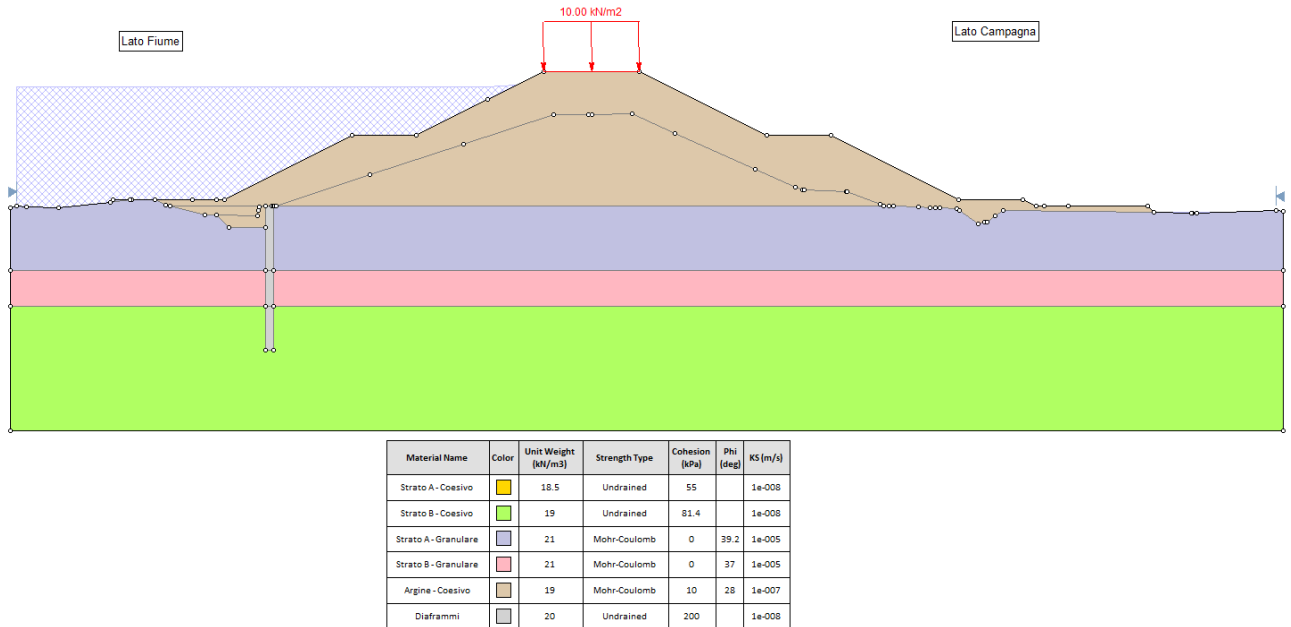 10.00 kN/m2
Lato Fiume
Lato Campagna
Material Name Color Unit Weight (kN/m3) Strength Type Cohesion (kPa) Phi (deg) KS (m/s)
Strato A - Coesivo 18.5 Undrained 55 1e-008
Strato B - Coesivo 19 Undrained 81.4 1e-008
Strato A - Granulare 21 Mohr-Coulomb 0 39.2 1e-005
Strato B - Granulare 21 Mohr-Coulomb 0 37 1e-005
Argine - Coesivo 19 Mohr-Coulomb 10 28 1e-007
Diaframmi 20 Undrained 200 1e-008